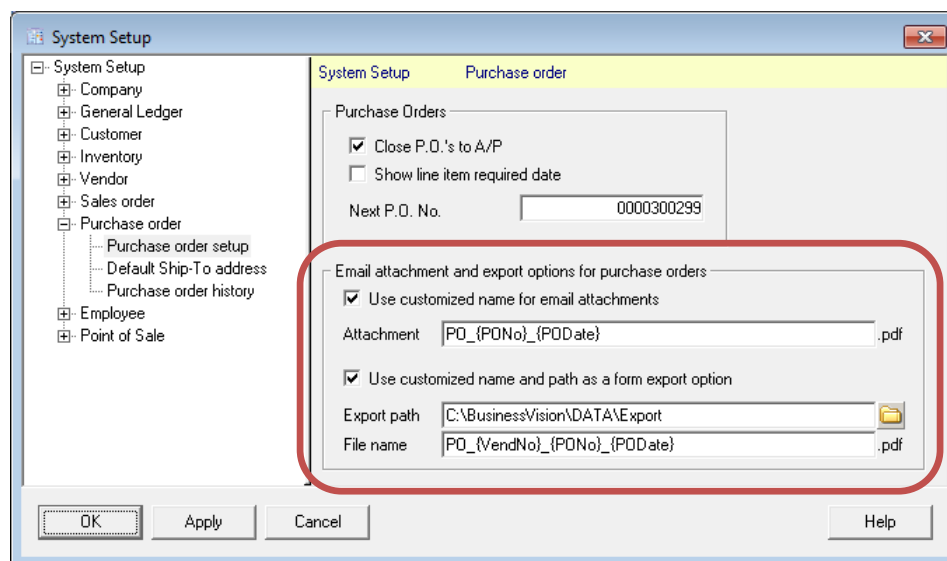 System Setup
System Setup
Company
General Ledger
Customer
Inventory
Vendor
Sales order
Purchase order
Purchase order setup
Default Ship-To address
Purchase order history
Employee
Point of Sale
System Setup Purchase order
Purchase Orders
Close P.O.'s to A/P
Show line item required date
Next P.O. No. 0000300299
Email attachment and export options for purchase orders
Use customized name for email attachments
Attachment PO_{PONo}_{PODate} .pdf
Use customized name and path as a form export option
Export path C:\BusinessVision\DATA\Export
File name PO_{VendNo}_{PONo}_{PODate} .pdf
OK Apply Cancel Help